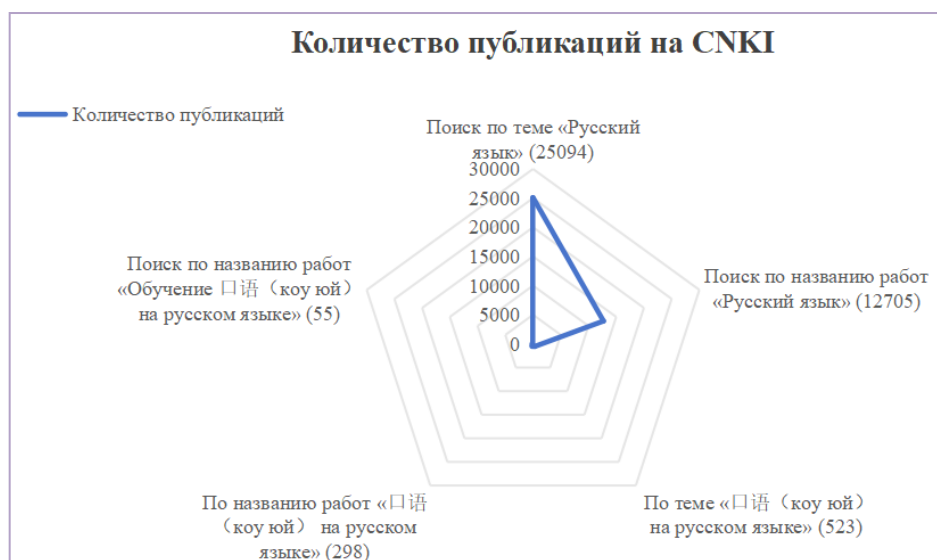 Количество публикаций на CNKI
Количество публикаций
Поиск по теме «Русский
язык» (25094)
30000
25000
20000
15000
10000
5000
0
Поиск по названию работ
«Русский язык» (12705)
По теме «口语（коу юй）
на русском языке» (523)
По названию работ «口语
（коу юй） на русском
языке» (298)
Поиск по названию работ
«Обучение 口语（коу юй）
на русском языке» (55)